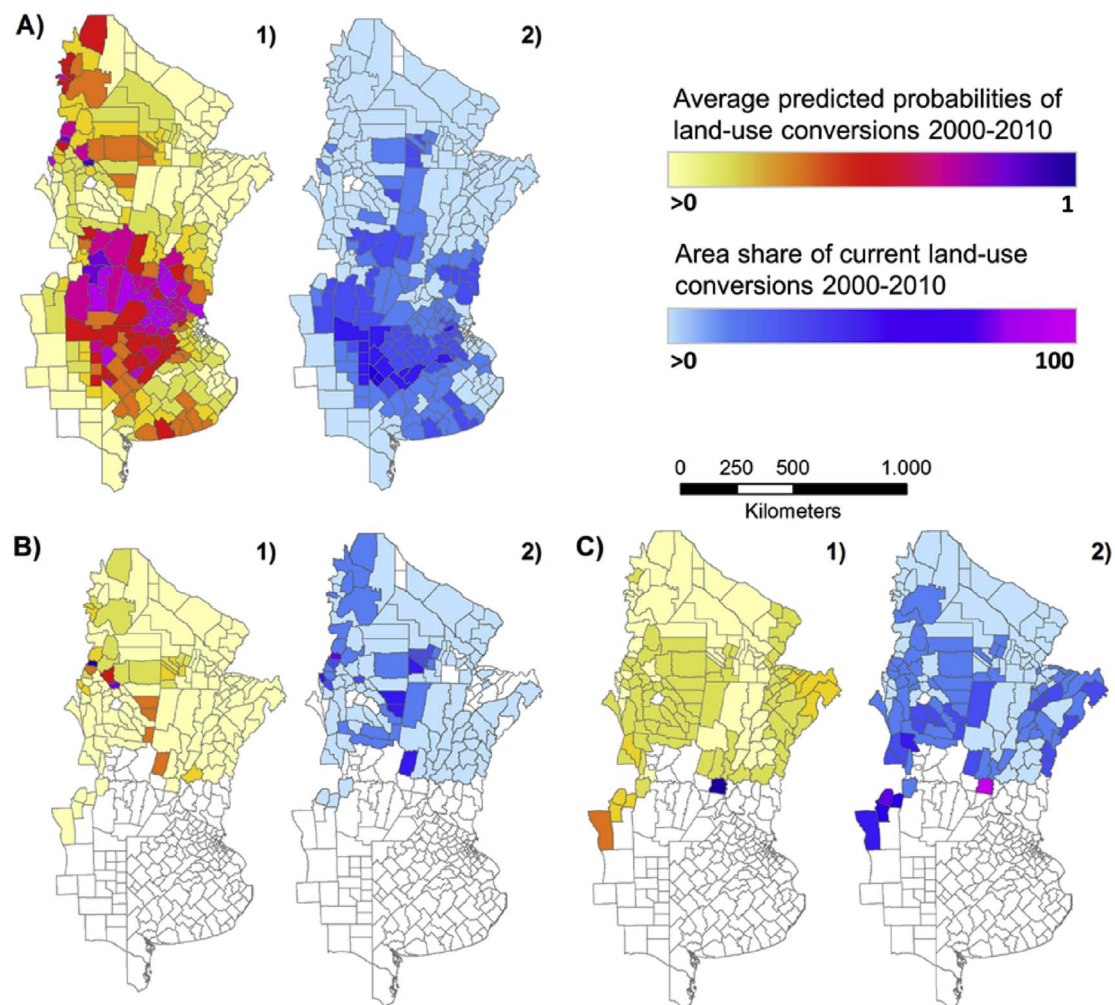 A)
1)
2)
Average predicted probabilities of
land-use conversions 2000-2010
>0
1
Area share of current land-use
conversions 2000-2010
>0
100
0 250 500 1.000
Kilometers
B)
1)
2)
C)
1)
2)